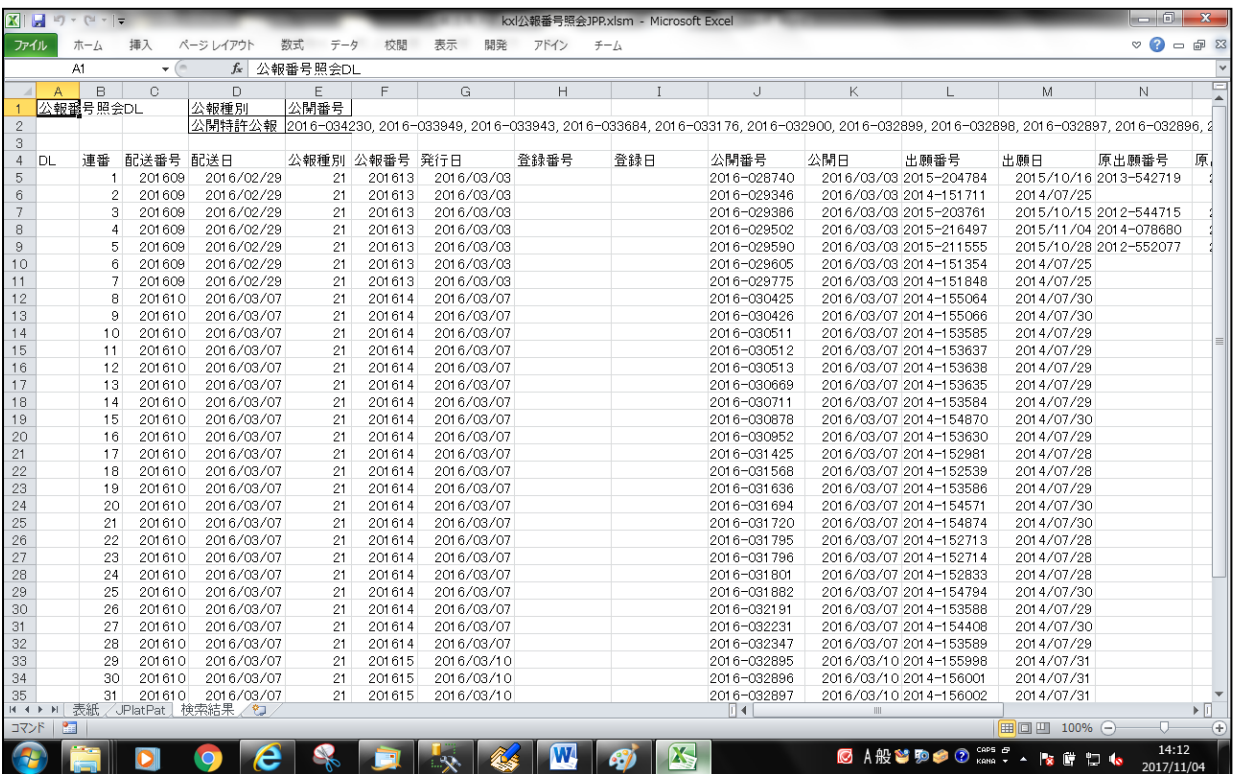 kxl公報番号照会JPP.xlsm - Microsoft Excel
ファイル ホーム 挿入 ページ レイアウト 数式 データ 校閲 表示 開発 アドイン チーム
A1 fx 公報番号照会DL
A B C D E F G H I J K L M N
1 公報番号照会DL 公報種別 公開番号
2 公開特許公報 2016-034230, 2016-033949, 2016-033943, 2016-033684, 2016-033176, 2016-032900, 2016-032899, 2016-032898, 2016-032897, 2016-032896, 2
3
4 DL 連番 配送番号 配送日 公報種別 公報番号 発行日 登録番号 登録日 公開番号 公開日 出願番号 出願日 原出願番号 原
5 1 201609 2016/02/29 21 201613 2016/03/03 2016-028740 2016/03/03 2015-204784 2015/10/16 2013-542719
6 2 201609 2016/02/29 21 201613 2016/03/03 2016-029346 2016/03/03 2014-151711 2014/07/25
7 3 201609 2016/02/29 21 201613 2016/03/03 2016-029386 2016/03/03 2015-203761 2015/10/15 2012-544715
8 4 201609 2016/02/29 21 201613 2016/03/03 2016-029502 2016/03/03 2015-216497 2015/11/04 2014-078680
9 5 201609 2016/02/29 21 201613 2016/03/03 2016-029590 2016/03/03 2015-211555 2015/10/28 2012-552077
10 6 201609 2016/02/29 21 201613 2016/03/03 2016-029605 2016/03/03 2014-151354 2014/07/25
11 7 201609 2016/02/29 21 201613 2016/03/03 2016-029775 2016/03/03 2014-151848 2014/07/25
12 8 201610 2016/03/07 21 201614 2016/03/07 2016-030425 2016/03/07 2014-155064 2014/07/30
13 9 201610 2016/03/07 21 201614 2016/03/07 2016-030426 2016/03/07 2014-155066 2014/07/30
14 10 201610 2016/03/07 21 201614 2016/03/07 2016-030511 2016/03/07 2014-153585 2014/07/29
15 11 201610 2016/03/07 21 201614 2016/03/07 2016-030512 2016/03/07 2014-153637 2014/07/29
16 12 201610 2016/03/07 21 201614 2016/03/07 2016-030513 2016/03/07 2014-153638 2014/07/29
17 13 201610 2016/03/07 21 201614 2016/03/07 2016-030669 2016/03/07 2014-153635 2014/07/29
18 14 201610 2016/03/07 21 201614 2016/03/07 2016-030711 2016/03/07 2014-153584 2014/07/29
19 15 201610 2016/03/07 21 201614 2016/03/07 2016-030878 2016/03/07 2014-154870 2014/07/30
20 16 201610 2016/03/07 21 201614 2016/03/07 2016-030952 2016/03/07 2014-153630 2014/07/29
21 17 201610 2016/03/07 21 201614 2016/03/07 2016-031425 2016/03/07 2014-152981 2014/07/28
22 18 201610 2016/03/07 21 201614 2016/03/07 2016-031568 2016/03/07 2014-152539 2014/07/28
23 19 201610 2016/03/07 21 201614 2016/03/07 2016-031636 2016/03/07 2014-153586 2014/07/29
24 20 201610 2016/03/07 21 201614 2016/03/07 2016-031694 2016/03/07 2014-154571 2014/07/30
25 21 201610 2016/03/07 21 201614 2016/03/07 2016-031720 2016/03/07 2014-154874 2014/07/30
26 22 201610 2016/03/07 21 201614 2016/03/07 2016-031795 2016/03/07 2014-152713 2014/07/28
27 23 201610 2016/03/07 21 201614 2016/03/07 2016-031796 2016/03/07 2014-152714 2014/07/28
28 24 201610 2016/03/07 21 201614 2016/03/07 2016-031801 2016/03/07 2014-152833 2014/07/28
29 25 201610 2016/03/07 21 201614 2016/03/07 2016-031882 2016/03/07 2014-154794 2014/07/30
30 26 201610 2016/03/07 21 201614 2016/03/07 2016-032191 2016/03/07 2014-153588 2014/07/29
31 27 201610 2016/03/07 21 201614 2016/03/07 2016-032231 2016/03/07 2014-154408 2014/07/30
32 28 201610 2016/03/07 21 201614 2016/03/07 2016-032347 2016/03/07 2014-153589 2014/07/29
33 29 201610 2016/03/07 21 201615 2016/03/10 2016-032895 2016/03/10 2014-155998 2014/07/31
34 30 201610 2016/03/07 21 201615 2016/03/10 2016-032896 2016/03/10 2014-156001 2014/07/31
35 31 201610 2016/03/07 21 201615 2016/03/10 2016-032897 2016/03/10 2014-156002 2014/07/31
表紙 JPlatPat 検索結果
コマンド 100%
A 般 CAPS KANA 14:12
2017/11/04